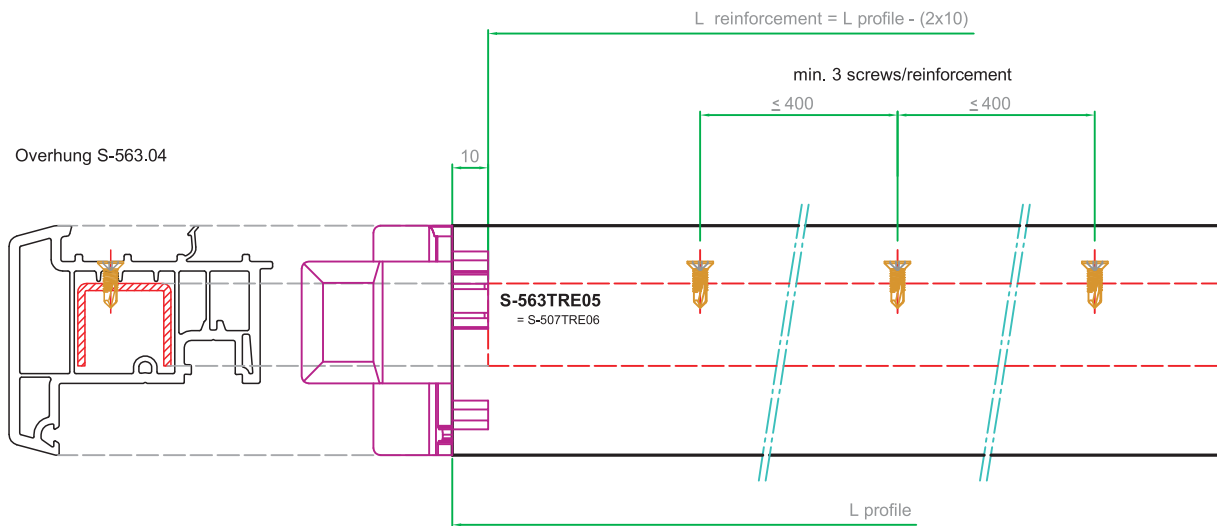 L reinforcement = L profile - (2x10)
min. 3 screws/reinforcement
≤ 400
≤ 400
Overhung S-563.04
10
S-563TRE05
= S-507TRE06
L profile